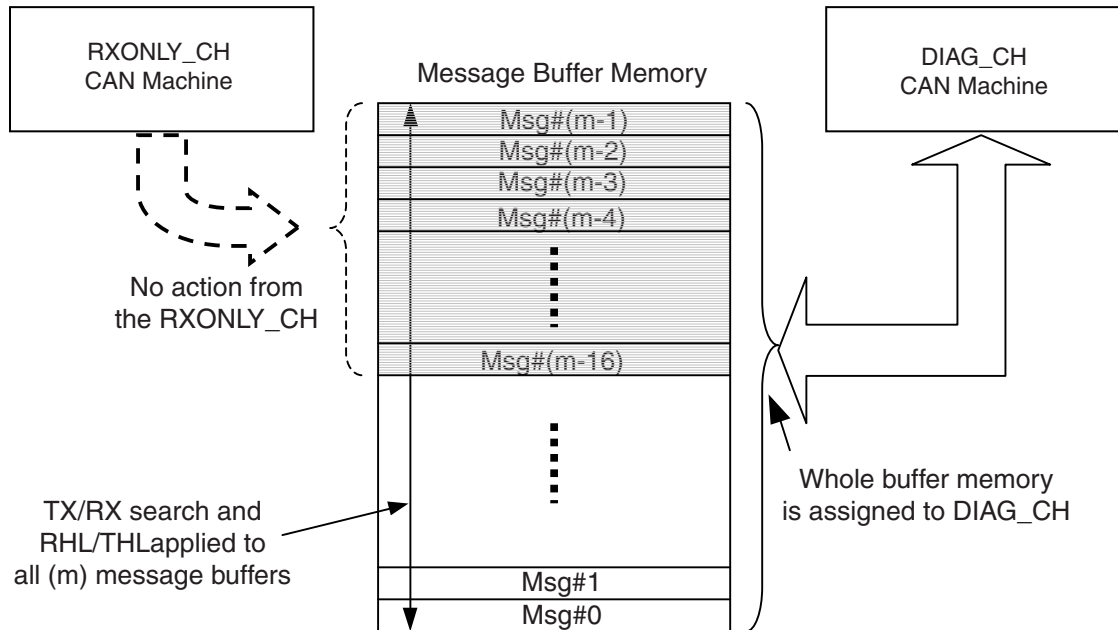 RXONLY_CH
CAN Machine
DIAG_CH
CAN Machine
Message Buffer Memory
Msg#(m-1)
Msg#(m-2)
Msg#(m-3)
Msg#(m-4)
Msg#(m-16)
No action from
the RXONLY_CH
Whole buffer memory
is assigned to DIAG_CH
TX/RX search and
RHL/THLapplied to
all (m) message buffers
Msg#1
Msg#0